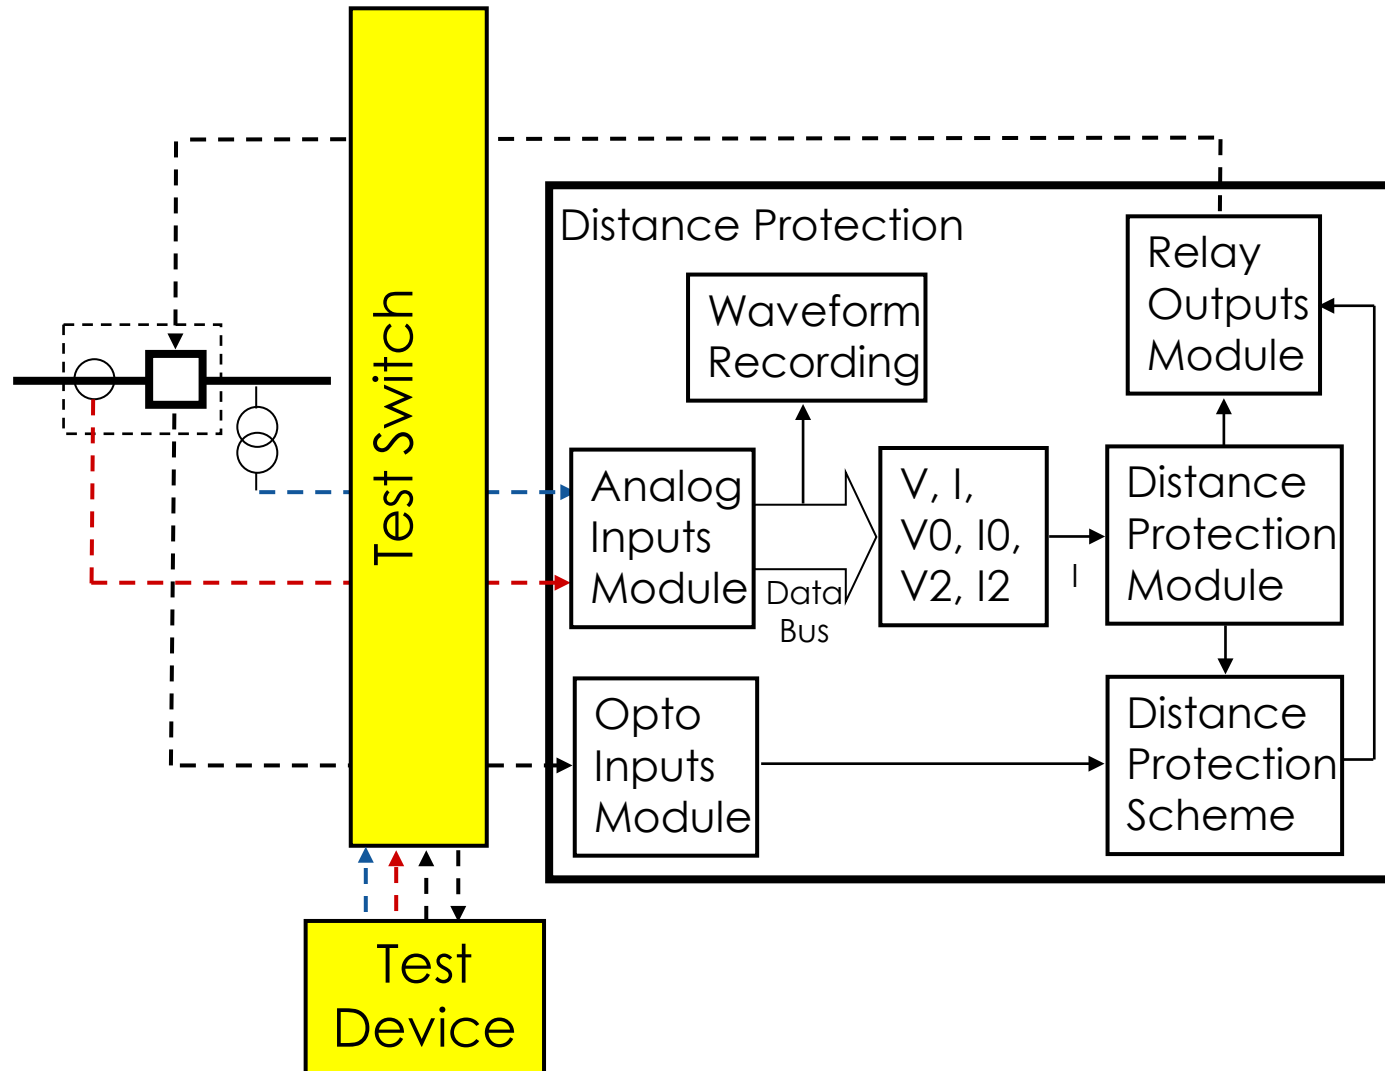 Test Switch
Distance Protection
Waveform
Recording
Relay
Outputs
Module
Analog
Inputs
Module
Data
Bus
V, I,
V0, I0,
V2, I2
I
Distance
Protection
Module
Opto
Inputs
Module
Distance
Protection
Scheme
Test
Device